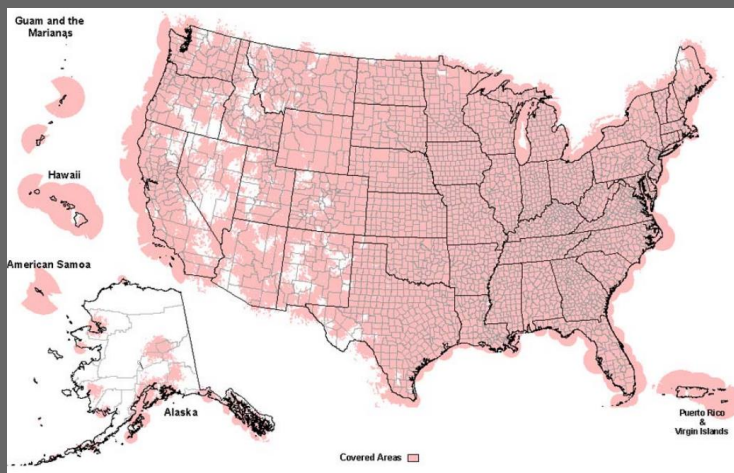 Guam and the
Marianas
Hawaii
American Samoa
Alaska
Puerto Rico
&
Virgin Islands
Covered Areas